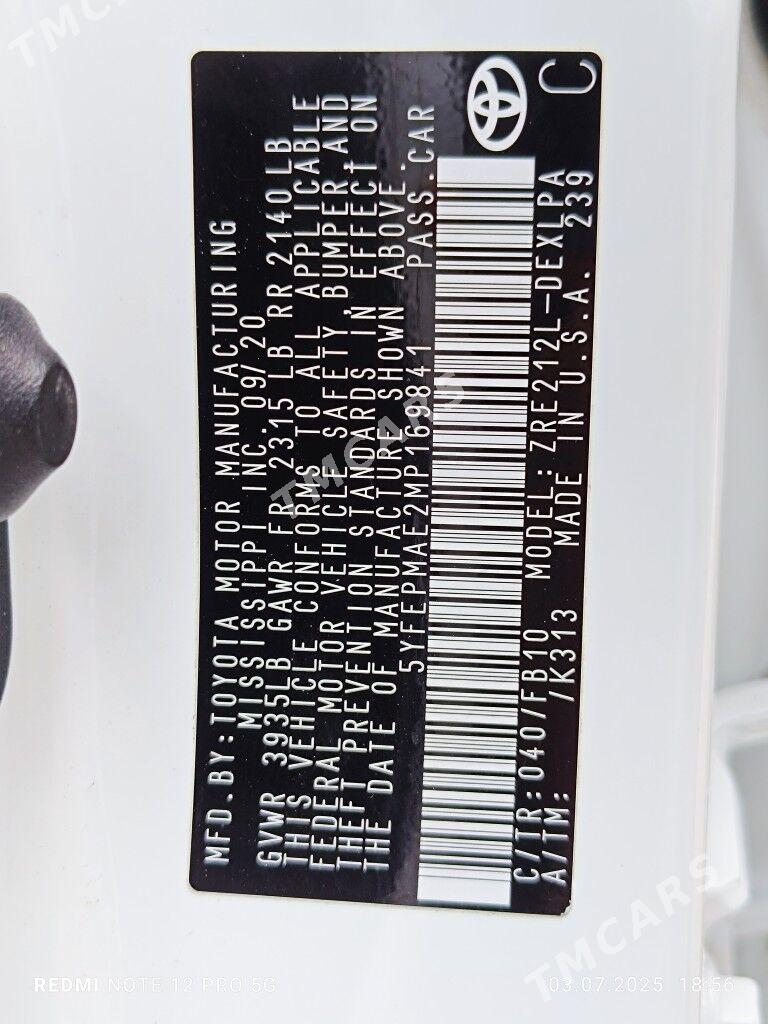 MFD.BY:TOYOTA MOTOR MANUFACTURING
MISSISSIPPI INC. 09/20
GVWR 3935LB GAWR FR 2315 LB RR 2140LB
THIS VEHICLE CONFORMS TO ALL APPLICABLE
FEDERAL MOTOR VEHICLE SAFETY, BUMPER, AND
THEFT PREVENTION STANDARDS IN EFFECT ON
THE DATE OF MANUFACTURE SHOWN ABOVE.
5YFEPMAE2MP169841 PASS.CAR
C/TR:040/FB10 MODEL:ZRE212L-DEXLPA
A/TM: /K313 MADE IN U.S.A. 239
C
TMCARS
TMCARS
TMCARS
REDMI NOTE 12 PRO 5G
03.07.2025 18:56